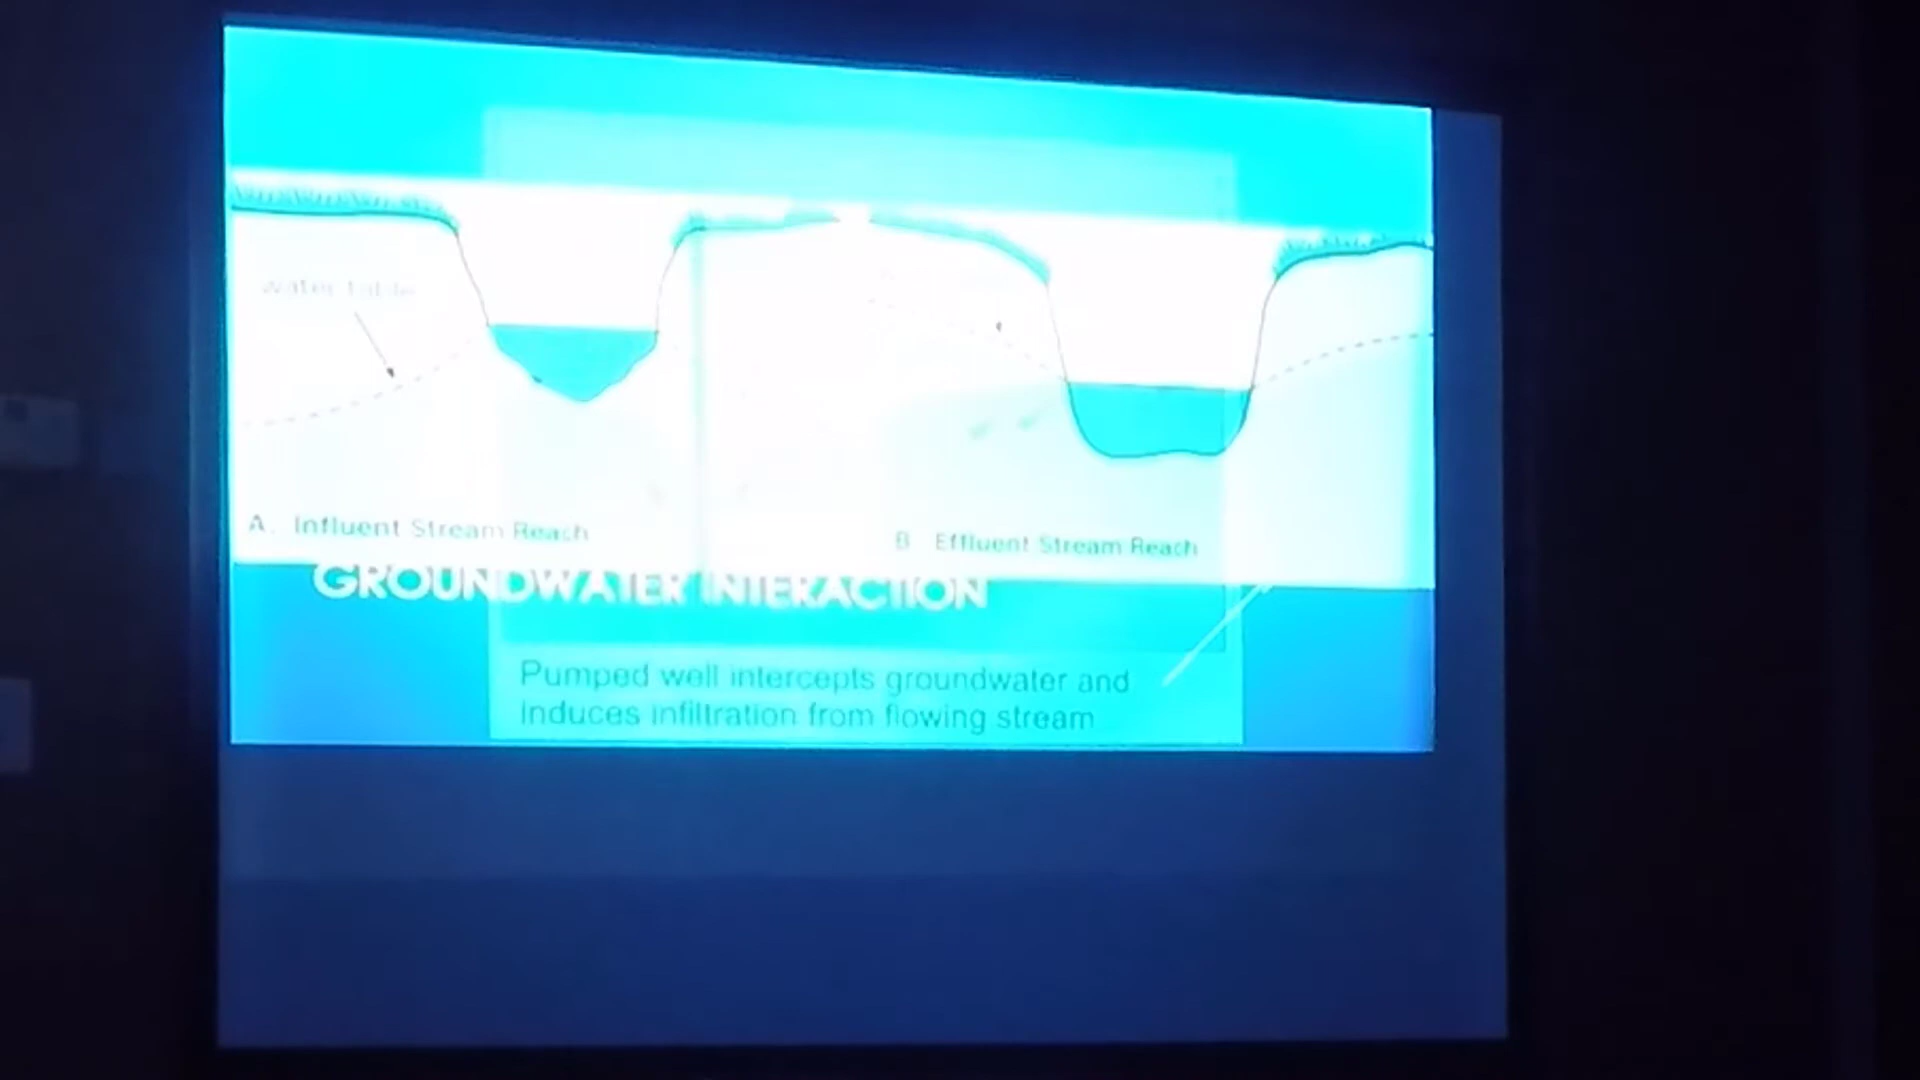 water table
A. Influent Stream Reach
B Effluent Stream Reach
GROUNDWATER INTERACTION
Pumped well intercepts groundwater and
induces infiltration from flowing stream